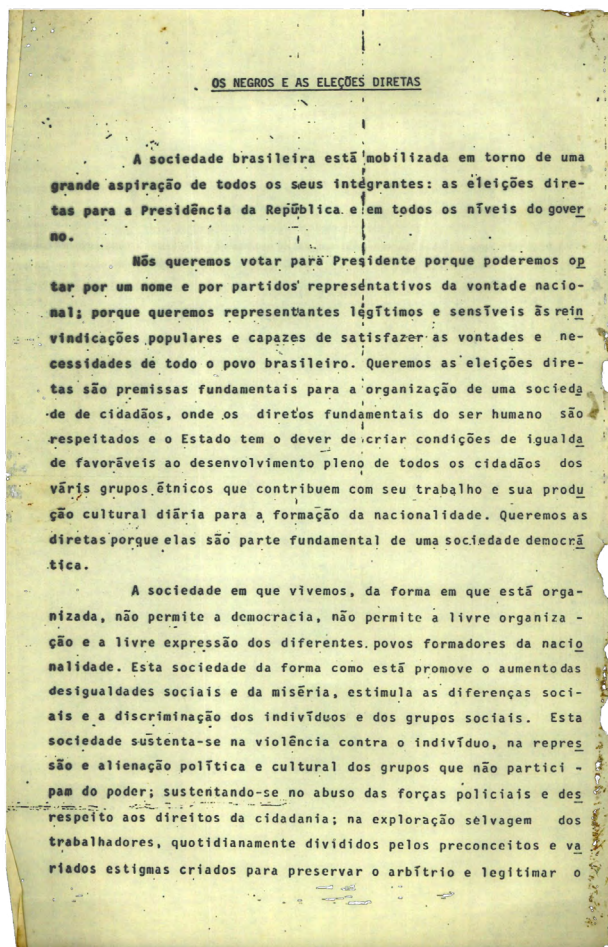 OS NEGROS E AS ELEÇÕES DIRETAS
A sociedade brasileira está mobilizada em torno de uma
grande aspiração de todos os seus integrantes: as eleições dire-
tas para a Presidência da República e em todos os níveis do gover
no.
Nós queremos votar para Presidente porque poderemos op
tar por um nome e por partidos representativos da vontade nacio-
nal; porque queremos representantes legítimos e sensíveis às rein
vindicações populares e capazes de satisfazer as vontades e ne-
cessidades de todo o povo brasileiro. Queremos as eleições dire-
tas são premissas fundamentais para a organização de uma socieda
de de cidadãos, onde os diretos fundamentais do ser humano são
respeitados e o Estado tem o dever de criar condições de igualda
de favoráveis ao desenvolvimento pleno de todos os cidadãos dos
váris grupos étnicos que contribuem com seu trabalho e sua produ
ção cultural diária para a formação da nacionalidade. Queremos as
diretas porque elas são parte fundamental de uma sociedade democrá
tica.
A sociedade em que vivemos, da forma em que está orga-
nizada, não permite a democracia, não permite a livre organiza -
ção e a livre expressão dos diferentes povos formadores da nacio
nalidade. Esta sociedade da forma como está promove o aumento das
desigualdades sociais e da miséria, estimula as diferenças soci-
ais e a discriminação dos indivíduos e dos grupos sociais. Esta
sociedade sustenta-se na violência contra o indivíduo, na repres
são e alienação política e cultural dos grupos que não partici -
pam do poder; sustentando-se no abuso das forças policiais e des
respeito aos direitos da cidadania; na exploração selvagem dos
trabalhadores, quotidianamente divididos pelos preconceitos e va
riados estigmas criados para preservar o arbítrio e legitimar o